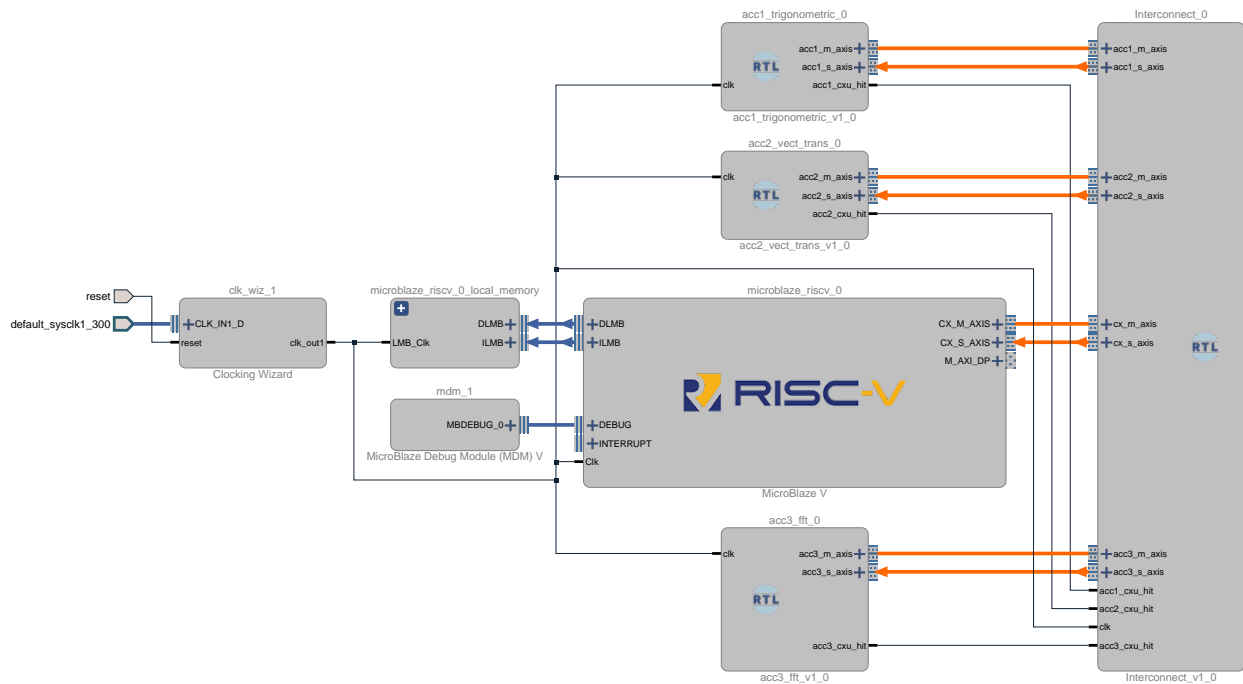 acc1_trigonometric_0
acc1_m_axis
acc1_s_axis
acc1_cxu_hit
clk
RTL
acc1_trigonometric_v1_0
acc2_vect_trans_0
clk
acc2_m_axis
acc2_s_axis
acc2_cxu_hit
RTL
acc2_vect_trans_v1_0
reset
default_sysclk1_300
clk_wiz_1
CLK_IN1_D
reset
clk_out1
Clocking Wizard
microblaze_riscv_0_local_memory
DLMB
ILMB
LMB_Clk
mdm_1
MBDEBUG_0
MicroBlaze Debug Module (MDM) V
microblaze_riscv_0
DLMB
ILMB
DEBUG
INTERRUPT
Clk
CX_M_AXIS
CX_S_AXIS
M_AXI_DP
RISC-V
MicroBlaze V
acc3_fft_0
clk
acc3_m_axis
acc3_s_axis
RTL
acc3_cxu_hit
acc3_fft_v1_0
Interconnect_0
acc1_m_axis
acc1_s_axis
acc2_m_axis
acc2_s_axis
cx_m_axis
cx_s_axis
RTL
acc3_m_axis
acc3_s_axis
acc1_cxu_hit
acc2_cxu_hit
clk
acc3_cxu_hit
Interconnect_v1_0